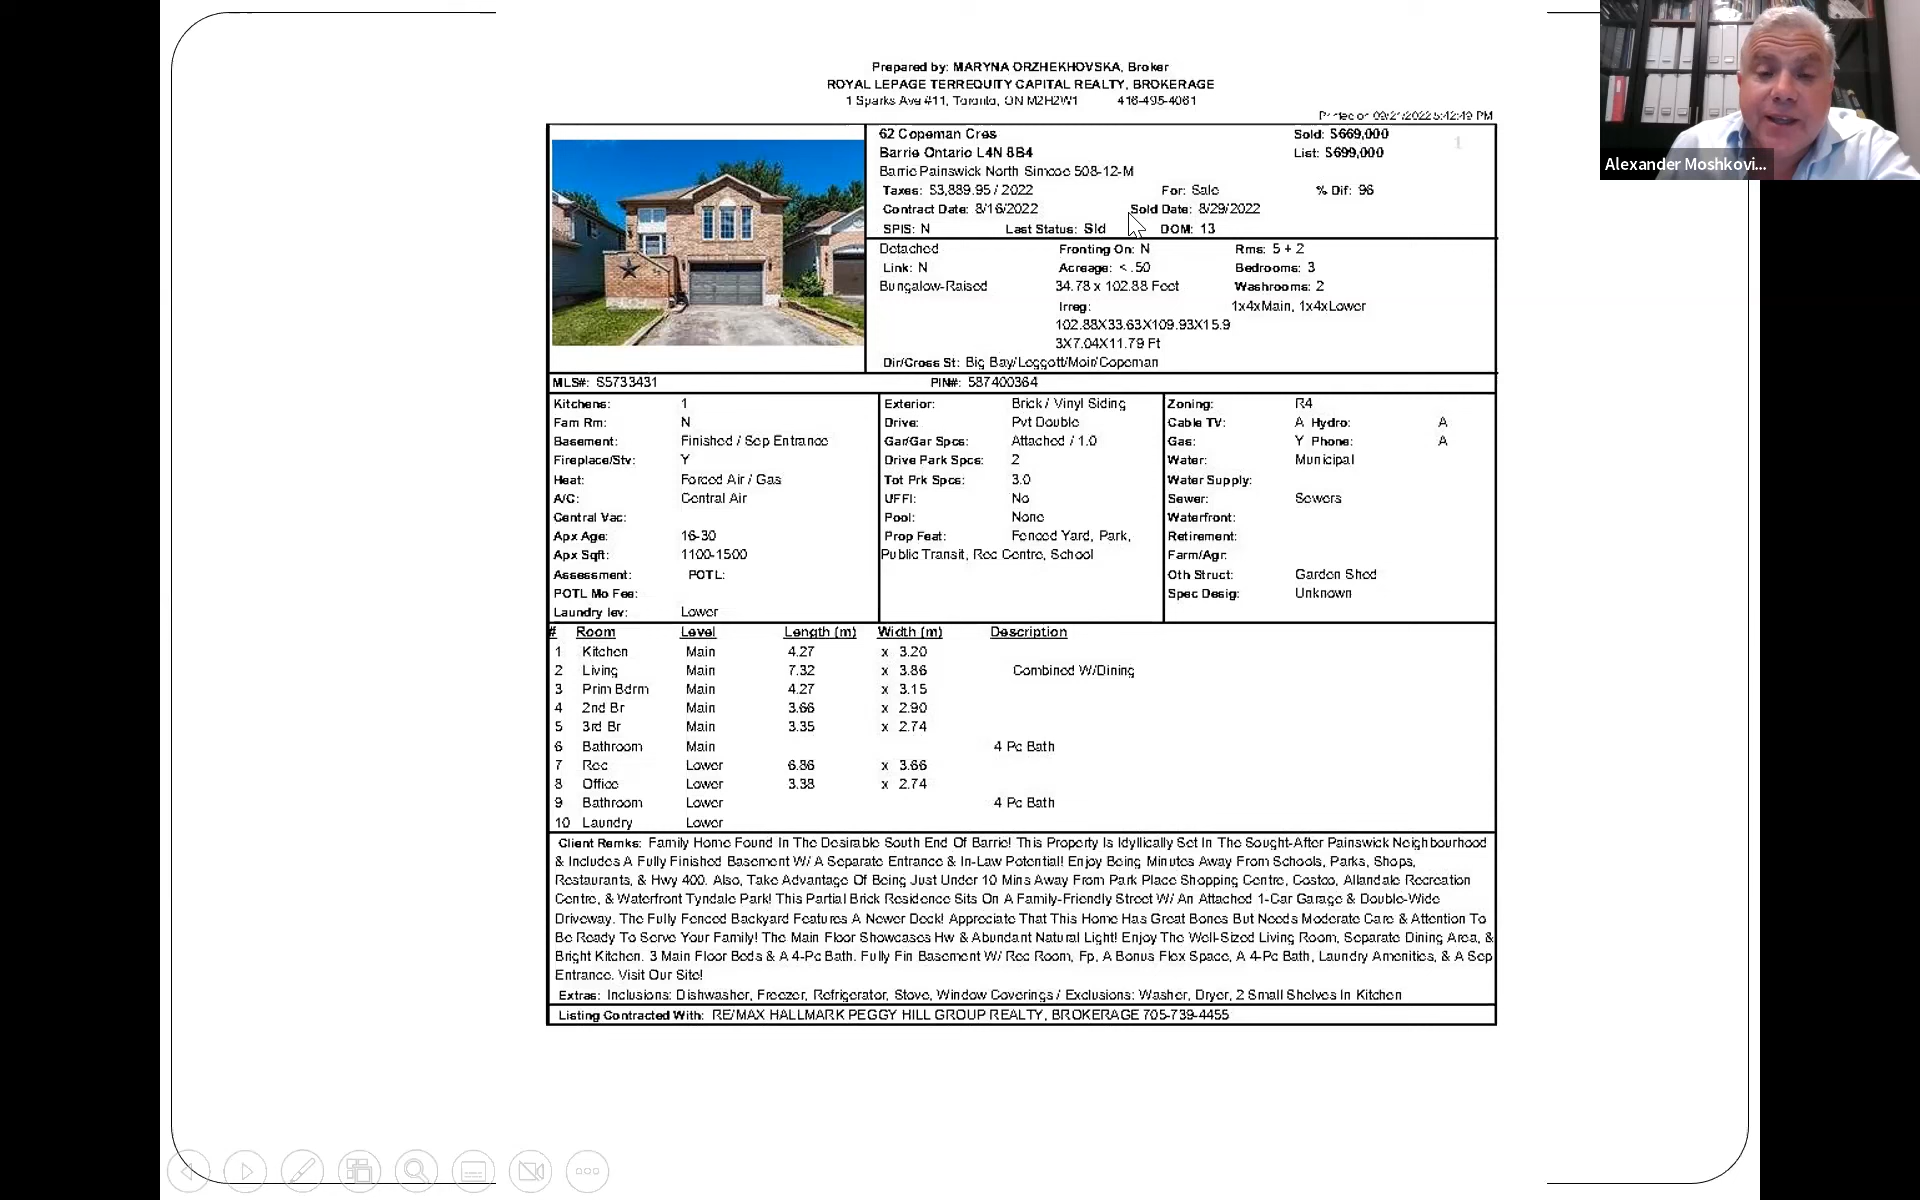 Prepared by: MARYNA ORZHEKHOVSKA, Broker
ROYAL LEPAGE TERREQUITY CAPITAL REALTY, BROKERAGE
1 Sparks Ave #11, Toronto, ON M2H2W1 416-495-4061
Printed on 09/21/2022 5:42:49 PM
62 Copeman Cres Sold: $669,000 1
Barrie Ontario L4N 8B4 List: $699,000
Barrie Painswick North Simcoe 508-12-M
Taxes: $3,889.95 / 2022 For: Sale % Dif: 96
Contract Date: 8/16/2022 Sold Date: 8/29/2022
SPIS: N Last Status: Sld DOM: 13
Detached Fronting On: N Rms: 5 + 2
Link: N Acreage: < .50 Bedrooms: 3
Bungalow-Raised 34.78 x 102.88 Feet Washrooms: 2
Irreg: 1x4xMain, 1x4xLower
102.88X33.63X109.93X15.9
3X7.04X11.79 Ft
Dir/Cross St: Big Bay/Leggott/Moir/Copeman
MLS#: S5733431 PIN#: 587400364
Kitchens: 1 Exterior: Brick / Vinyl Siding Zoning: R4
Fam Rm: N Drive: Pvt Double Cable TV: A Hydro: A
Basement: Finished / Sep Entrance Gar/Gar Spcs: Attached / 1.0 Gas: Y Phone: A
Fireplace/Stv: Y Drive Park Spcs: 2 Water: Municipal
Heat: Forced Air / Gas Tot Prk Spcs: 3.0 Water Supply:
A/C: Central Air UFFI: No Sewer: Sewers
Central Vac: Pool: None Waterfront:
Apx Age: 16-30 Prop Feat: Fenced Yard, Park, Retirement:
Apx Sqft: 1100-1500 Public Transit, Rec Centre, School Farm/Agr:
Assessment: POTL: Oth Struct: Garden Shed
POTL Mo Fee: Spec Desig: Unknown
Laundry lev: Lower
# Room Level Length (m) Width (m) Description
1 Kitchen Main 4.27 x 3.20
2 Living Main 7.32 x 3.86 Combined W/Dining
3 Prim Bdrm Main 4.27 x 3.15
4 2nd Br Main 3.66 x 2.90
5 3rd Br Main 3.35 x 2.74
6 Bathroom Main 4 Pc Bath
7 Rec Lower 6.86 x 3.66
8 Office Lower 3.38 x 2.74
9 Bathroom Lower 4 Pc Bath
10 Laundry Lower
Client Remks: Family Home Found In The Desirable South End Of Barrie! This Property Is Idyllically Set In The Sought-After Painswick Neighbourhood
& Includes A Fully Finished Basement W/ A Separate Entrance & In-Law Potential! Enjoy Being Minutes Away From Schools, Parks, Shops,
Restaurants, & Hwy 400. Also, Take Advantage Of Being Just Under 10 Mins Away From Park Place Shopping Centre, Costco, Allandale Recreation
Centre, & Waterfront Tyndale Park! This Partial Brick Residence Sits On A Family-Friendly Street W/ An Attached 1-Car Garage & Double-Wide
Driveway. The Fully Fenced Backyard Features A Newer Deck! Appreciate That This Home Has Great Bones But Needs Moderate Care & Attention To
Be Ready To Serve Your Family! The Main Floor Showcases Hw & Abundant Natural Light! Enjoy The Well-Sized Living Room, Separate Dining Area, &
Bright Kitchen. 3 Main Floor Beds & A 4-Pc Bath. Fully Fin Basement W/ Rec Room, Fp, A Bonus Flex Space, A 4-Pc Bath, Laundry Amenities, & A Sep
Entrance. Visit Our Site!
Extras: Inclusions: Dishwasher, Freezer, Refrigerator, Stove, Window Coverings / Exclusions: Washer, Dryer, 2 Small Shelves In Kitchen
Listing Contracted With: RE/MAX HALLMARK PEGGY HILL GROUP REALTY, BROKERAGE 705-739-4455
Alexander Moshkovi...